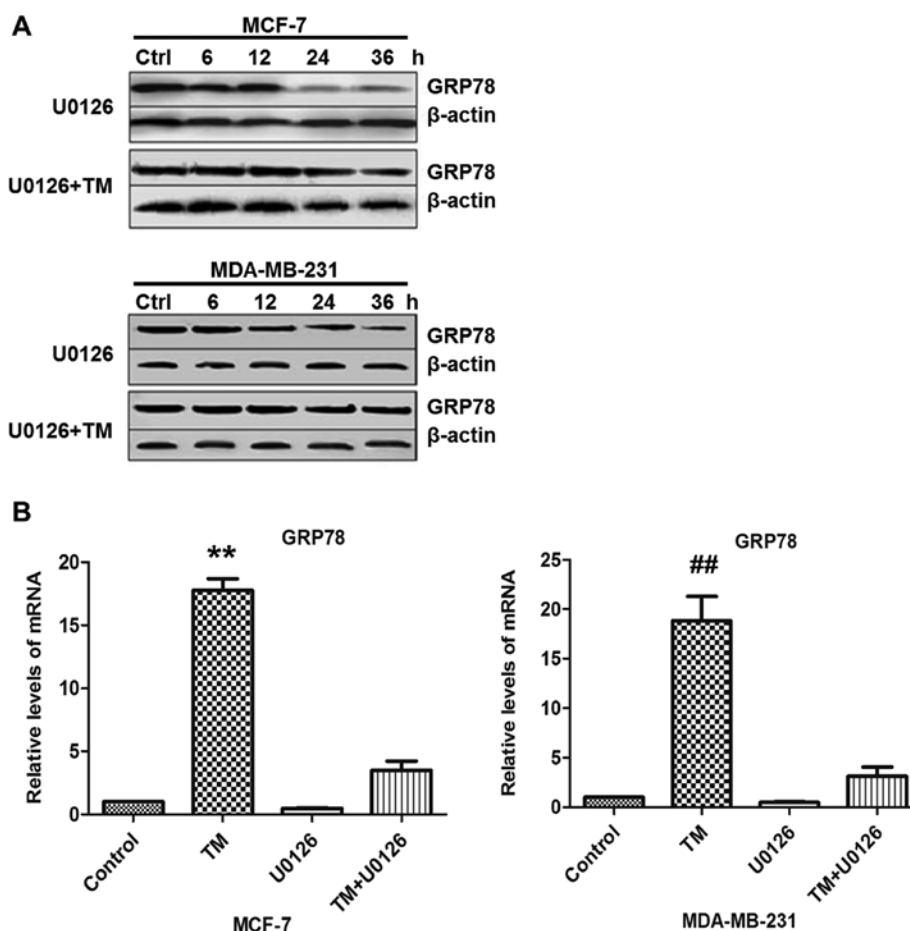 A
MCF-7
Ctrl 6 12 24 36 h
U0126
GRP78
β-actin
U0126+TM
GRP78
β-actin
MDA-MB-231
Ctrl 6 12 24 36 h
U0126
GRP78
β-actin
U0126+TM
GRP78
β-actin
B
GRP78
Relative levels of mRNA
20
15
10
5
0
**
Control
TM
U0126
TM+U0126
MCF-7
GRP78
Relative levels of mRNA
25
20
15
10
5
0
##
Control
TM
U0126
TM+U0126
MDA-MB-231